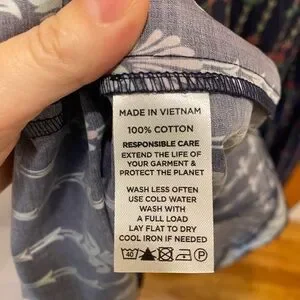 MADE IN VIETNAM
100% COTTON
RESPONSIBLE CARE
EXTEND THE LIFE OF
YOUR GARMENT &
PROTECT THE PLANET
WASH LESS OFTEN
USE COLD WATER
WASH WITH
A FULL LOAD
LAY FLAT TO DRY
COOL IRON IF NEEDED
40 P